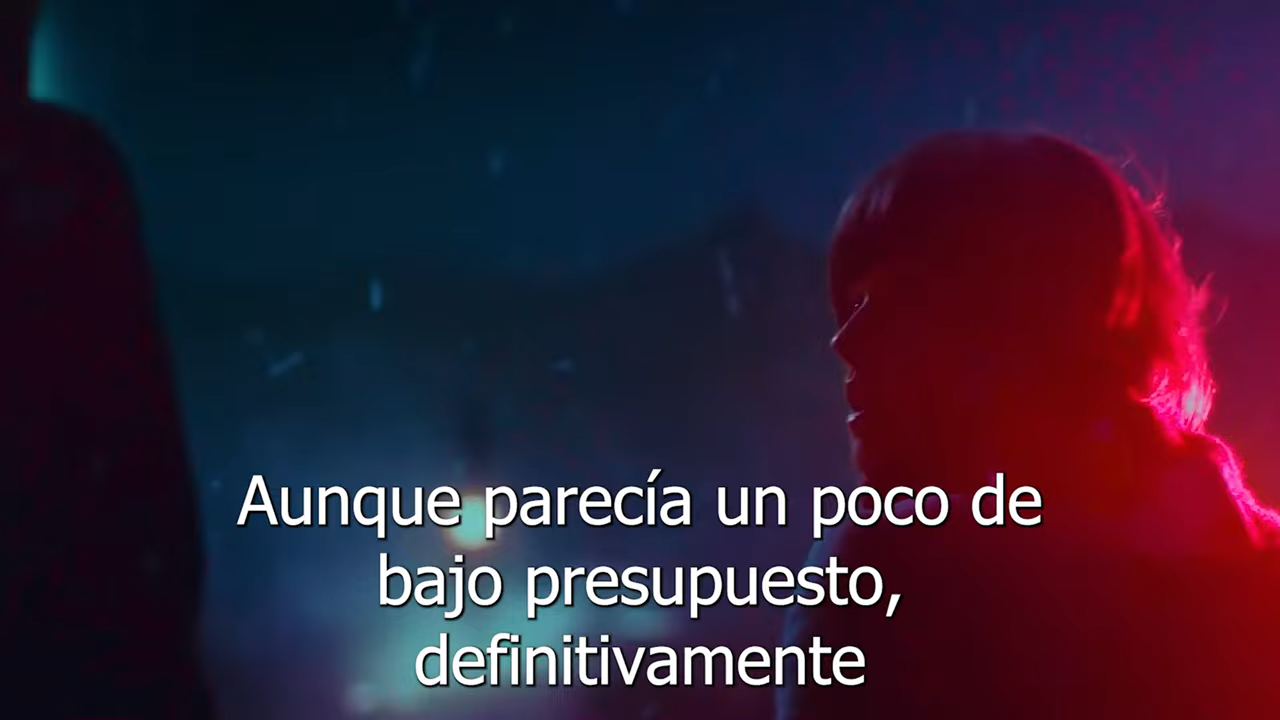 Aunque parecía un poco de
bajo presupuesto,
definitivamente